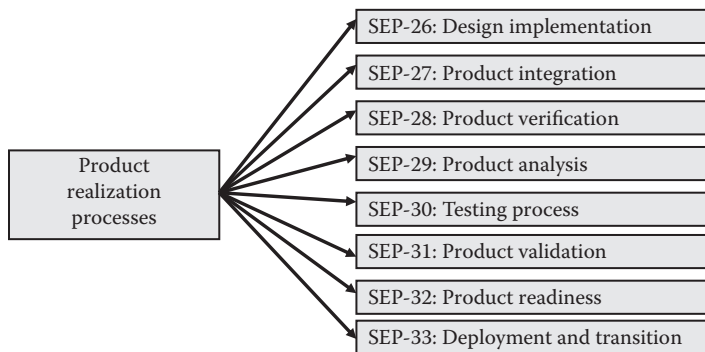 Product
realization
processes
SEP-26: Design implementation
SEP-27: Product integration
SEP-28: Product verification
SEP-29: Product analysis
SEP-30: Testing process
SEP-31: Product validation
SEP-32: Product readiness
SEP-33: Deployment and transition